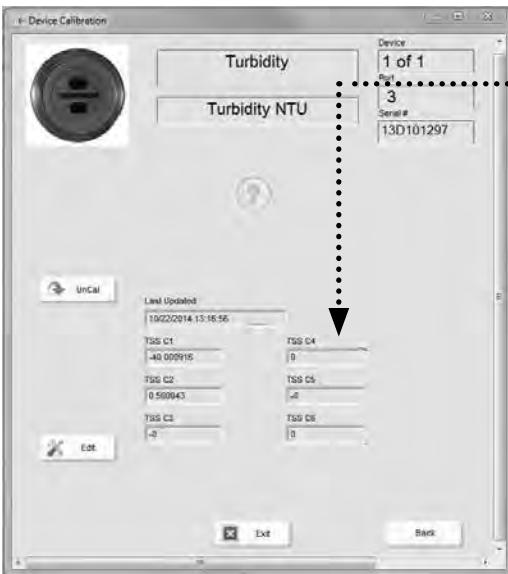 Device Calibration
Device
Turbidity
1 of 1
Port
3
Turbidity NTU
Serial #
13D101297
?
UnCal
Last Updated
10/22/2014 13:16:56
TSS C1
TSS C4
-40.000916
0
TSS C2
TSS C5
0.500043
-0
TSS C3
TSS C6
-0
0
Edit
Exit
Back